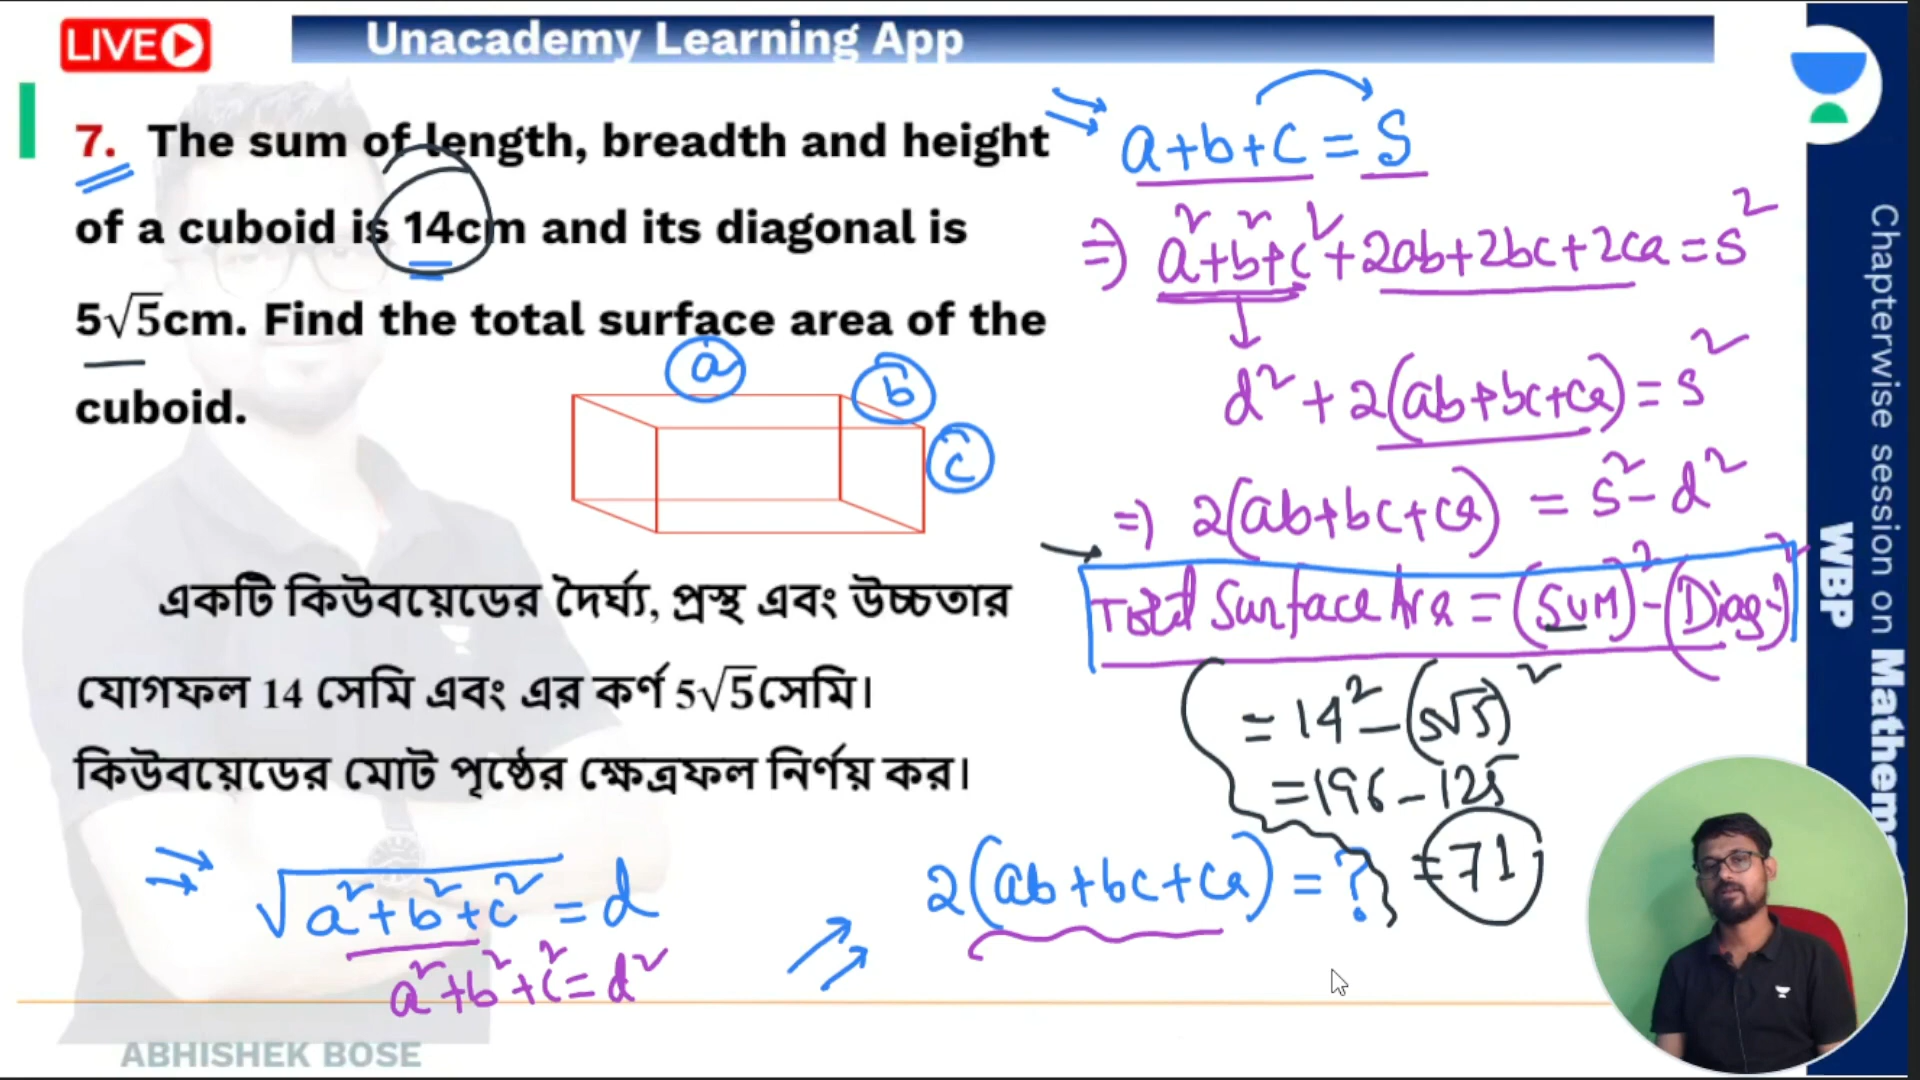 LIVE
Unacademy Learning App
7. The sum of length, breadth and height
of a cuboid is 14cm and its diagonal is
5√5cm. Find the total surface area of the
cuboid.
a
b
c
একটি কিউবয়েডের দৈর্ঘ্য, প্রস্থ এবং উচ্চতার
যোগফল 14 সেমি এবং এর কর্ণ 5√5সেমি।
কিউবয়েডের মোট পৃষ্ঠের ক্ষেত্রফল নির্ণয় কর।
√a²+b²+c² = d
a²+b²+c² = d²
2(ab+bc+ca) = ?
a+b+c = S
⇒ a²+b²+c²+2ab+2bc+2ca = s²
d²+2(ab+bc+ca) = s²
⇒ 2(ab+bc+ca) = s²-d²
Total Surface Area = (SUM)²-(Diag.)²
= 14²-(5√5)²
= 196-125
= 71
Chapterwise session on Mathem
WBP
ABHISHEK BOSE